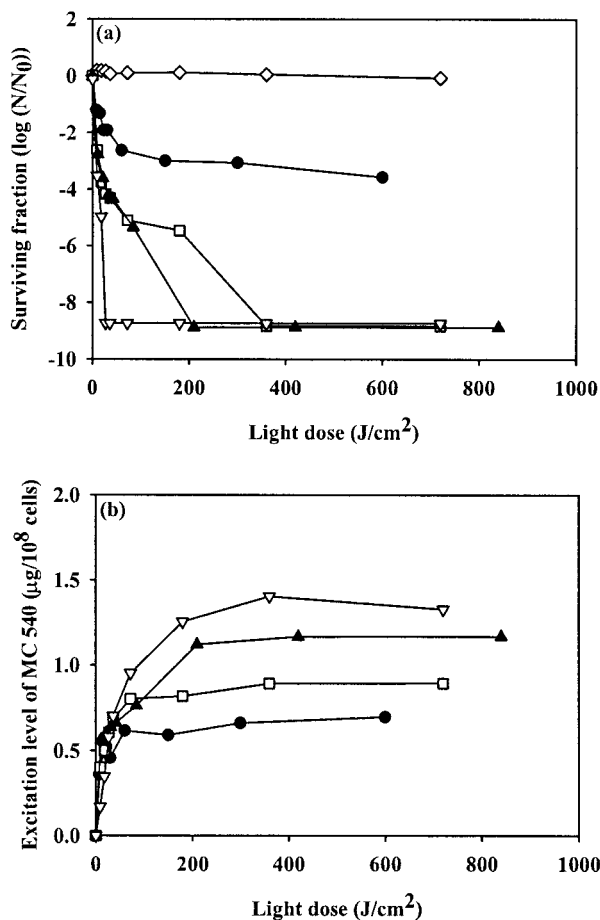 (a)
Surviving fraction (log (N/N0))
2
0
-2
-4
-6
-8
-10
0 200 400 600 800 1000
Light dose (J/cm2)
(b)
Excitation level of MC 540 (μg/108 cells)
2.0
1.5
1.0
0.5
0.0
0 200 400 600 800 1000
Light dose (J/cm2)